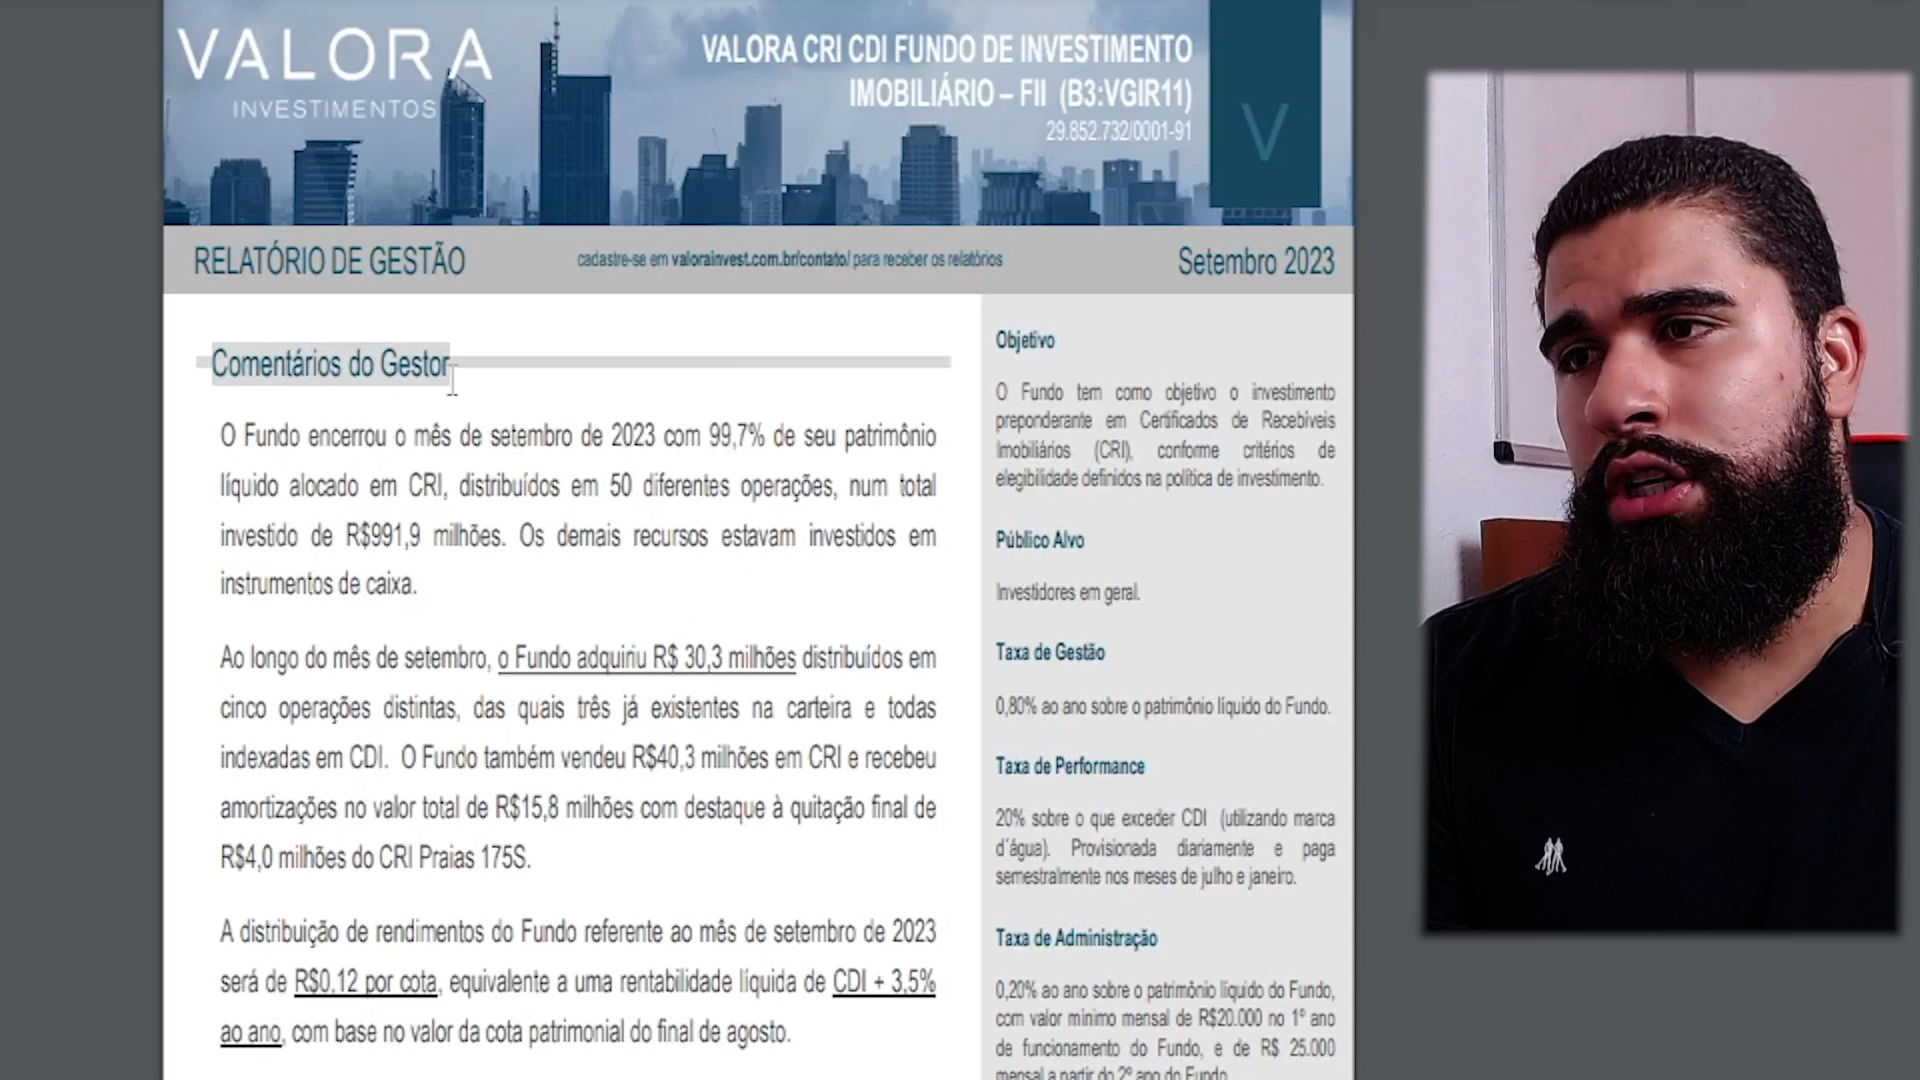 VALORA
INVESTIMENTOS
VALORA CRI CDI FUNDO DE INVESTIMENTO
IMOBILIÁRIO – FII (B3:VGIR11)
29.852.732/0001-91
V
RELATÓRIO DE GESTÃO
cadastre-se em valorainvest.com.br/contato/ para receber os relatórios
Setembro 2023
Comentários do Gestor
O Fundo encerrou o mês de setembro de 2023 com 99,7% de seu patrimônio
líquido alocado em CRI, distribuídos em 50 diferentes operações, num total
investido de R$991,9 milhões. Os demais recursos estavam investidos em
instrumentos de caixa.
Ao longo do mês de setembro, o Fundo adquiriu R$ 30,3 milhões distribuídos em
cinco operações distintas, das quais três já existentes na carteira e todas
indexadas em CDI. O Fundo também vendeu R$40,3 milhões em CRI e recebeu
amortizações no valor total de R$15,8 milhões com destaque à quitação final de
R$4,0 milhões do CRI Praias 175S.
A distribuição de rendimentos do Fundo referente ao mês de setembro de 2023
será de R$0,12 por cota, equivalente a uma rentabilidade líquida de CDI + 3,5%
ao ano, com base no valor da cota patrimonial do final de agosto.
Objetivo
O Fundo tem como objetivo o investimento
preponderante em Certificados de Recebíveis
Imobiliários (CRI), conforme critérios de
elegibilidade definidos na política de investimento.
Público Alvo
Investidores em geral.
Taxa de Gestão
0,80% ao ano sobre o patrimônio líquido do Fundo.
Taxa de Performance
20% sobre o que exceder CDI (utilizando marca
d´água). Provisionada diariamente e paga
semestralmente nos meses de julho e janeiro.
Taxa de Administração
0,20% ao ano sobre o patrimônio líquido do Fundo,
com valor mínimo mensal de R$20.000 no 1º ano
de funcionamento do Fundo, e de R$ 25.000
mensal a partir do 2º ano do Fundo.